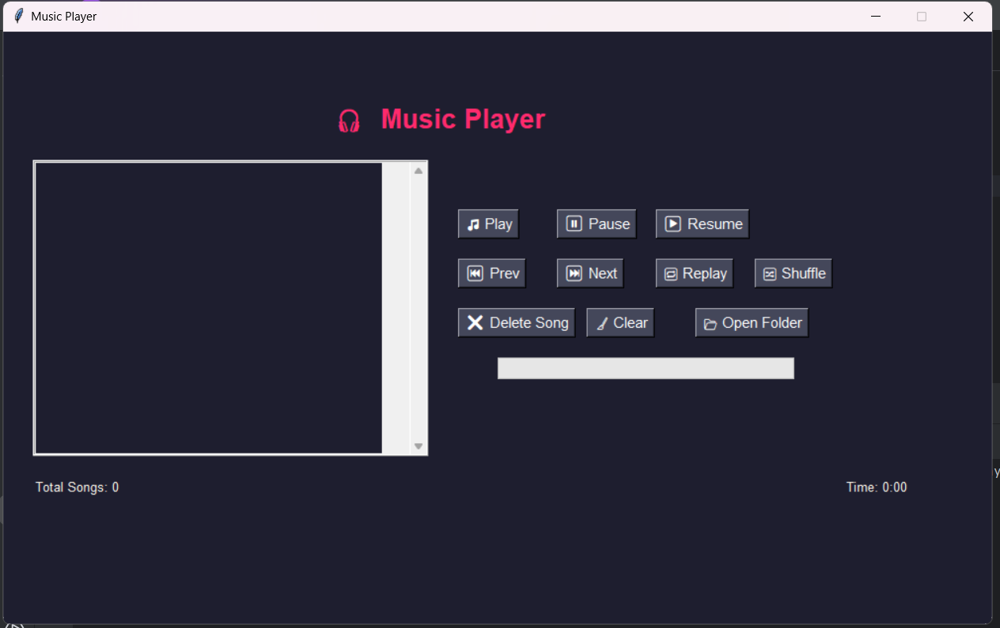 Music Player
🎧 Music Player
🎵 Play ⏸ Pause ▶ Resume
⏮ Prev ⏭ Next 🔁 Replay 🔀 Shuffle
❌ Delete Song 🧹 Clear 📂 Open Folder
Total Songs: 0 Time: 0:00
y